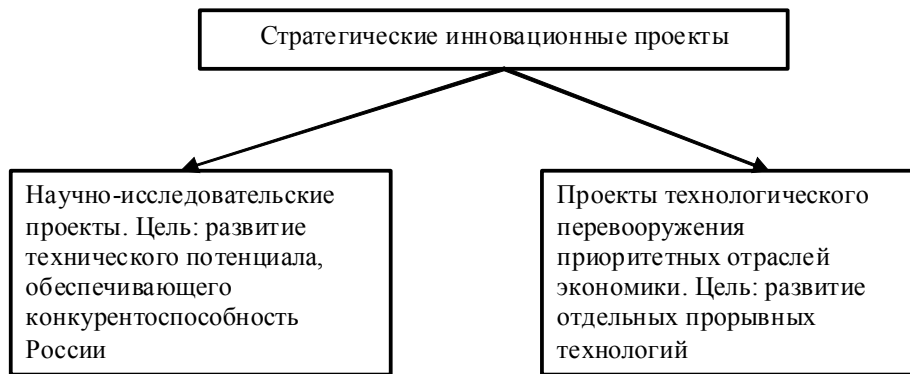 Стратегические инновационные проекты
Научно-исследовательские
проекты. Цель: развитие
технического потенциала,
обеспечивающего
конкурентоспособность
России
Проекты технологического
перевооружения
приоритетных отраслей
экономики. Цель: развитие
отдельных прорывных
технологий